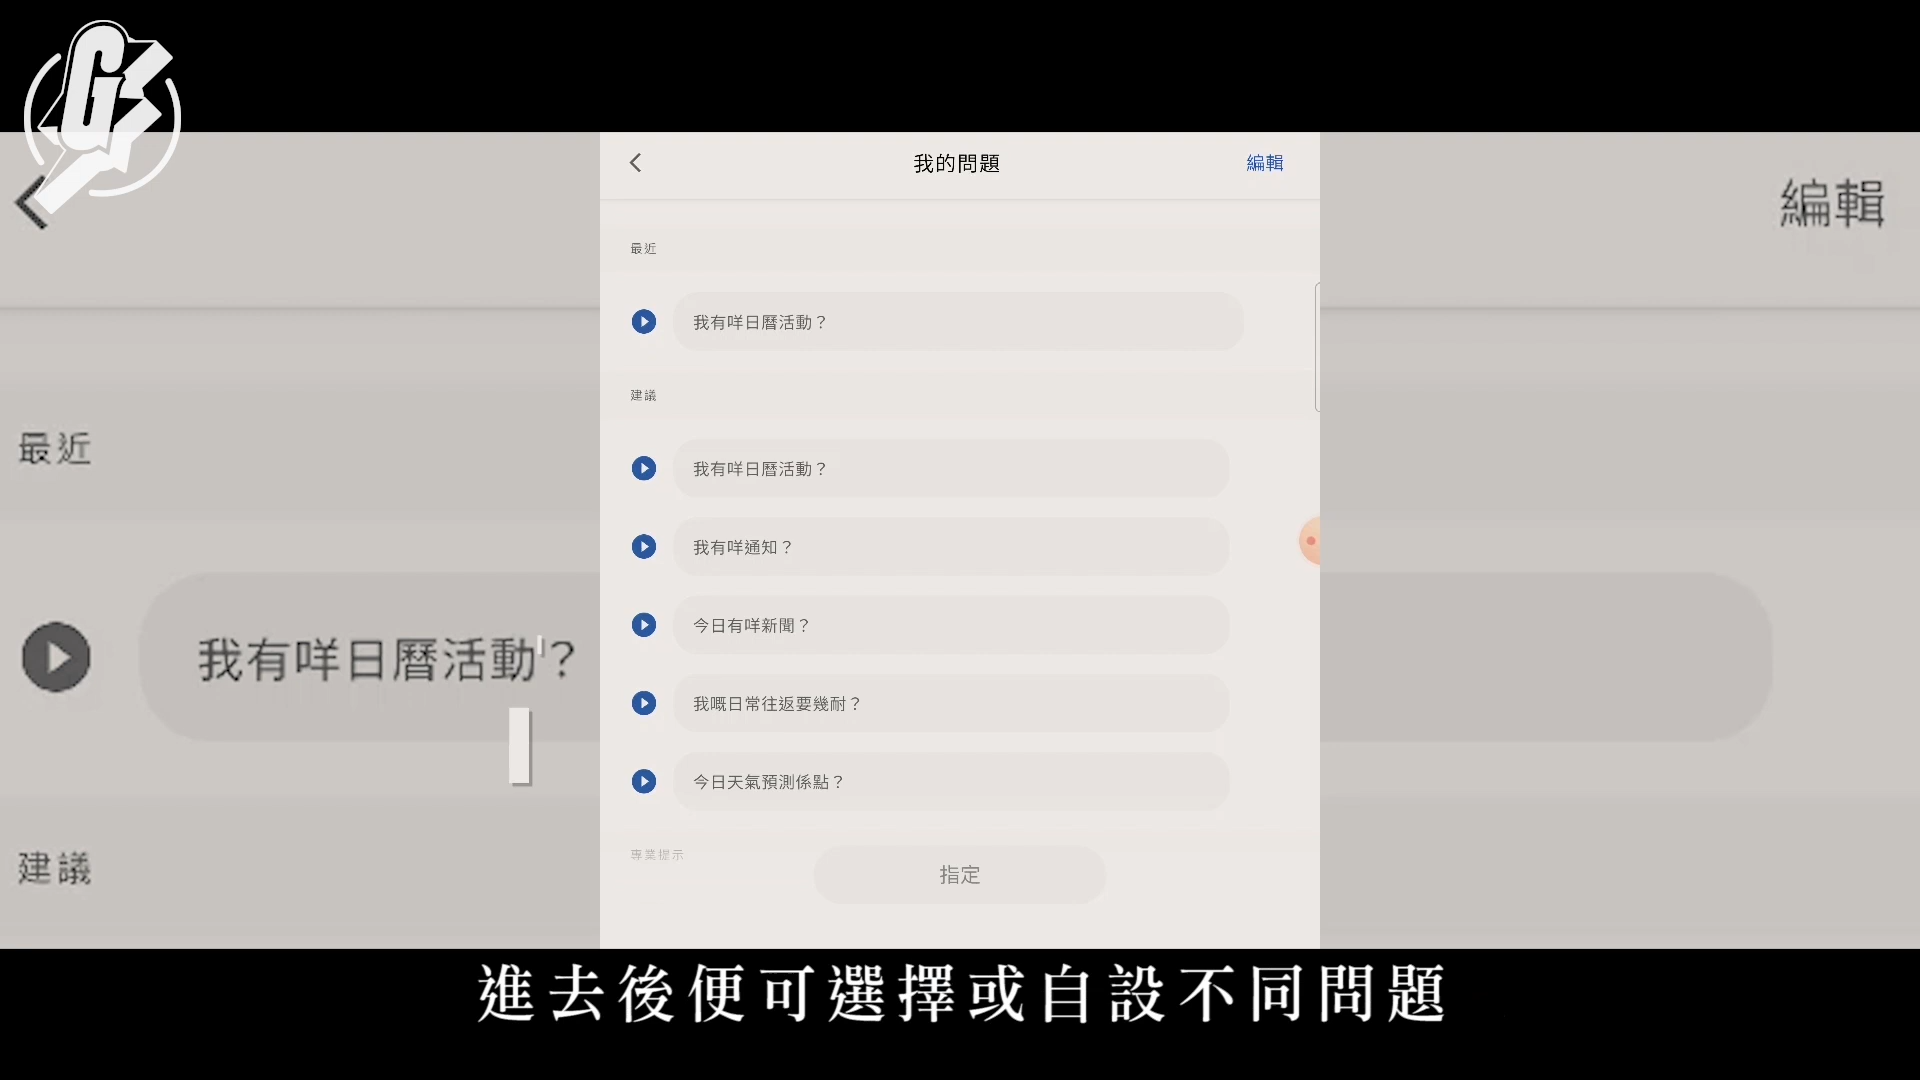 我的問題
編輯
最近
我有咩日曆活動？
建議
我有咩日曆活動？
我有咩通知？
今日有咩新聞？
我嘅日常往返要幾耐？
今日天氣預測係點？
專業提示
指定
編輯
最近
我有咩日曆活動？
建議
進去後便可選擇或自設不同問題